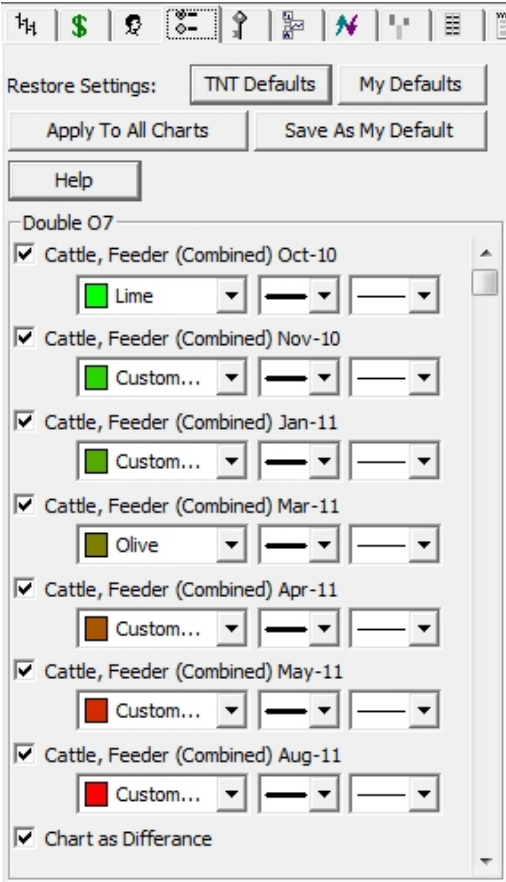 Restore Settings: TNT Defaults My Defaults
Apply To All Charts Save As My Default
Help
Double O7
Cattle, Feeder (Combined) Oct-10
Lime
Cattle, Feeder (Combined) Nov-10
Custom...
Cattle, Feeder (Combined) Jan-11
Custom...
Cattle, Feeder (Combined) Mar-11
Olive
Cattle, Feeder (Combined) Apr-11
Custom...
Cattle, Feeder (Combined) May-11
Custom...
Cattle, Feeder (Combined) Aug-11
Custom...
Chart as Differance